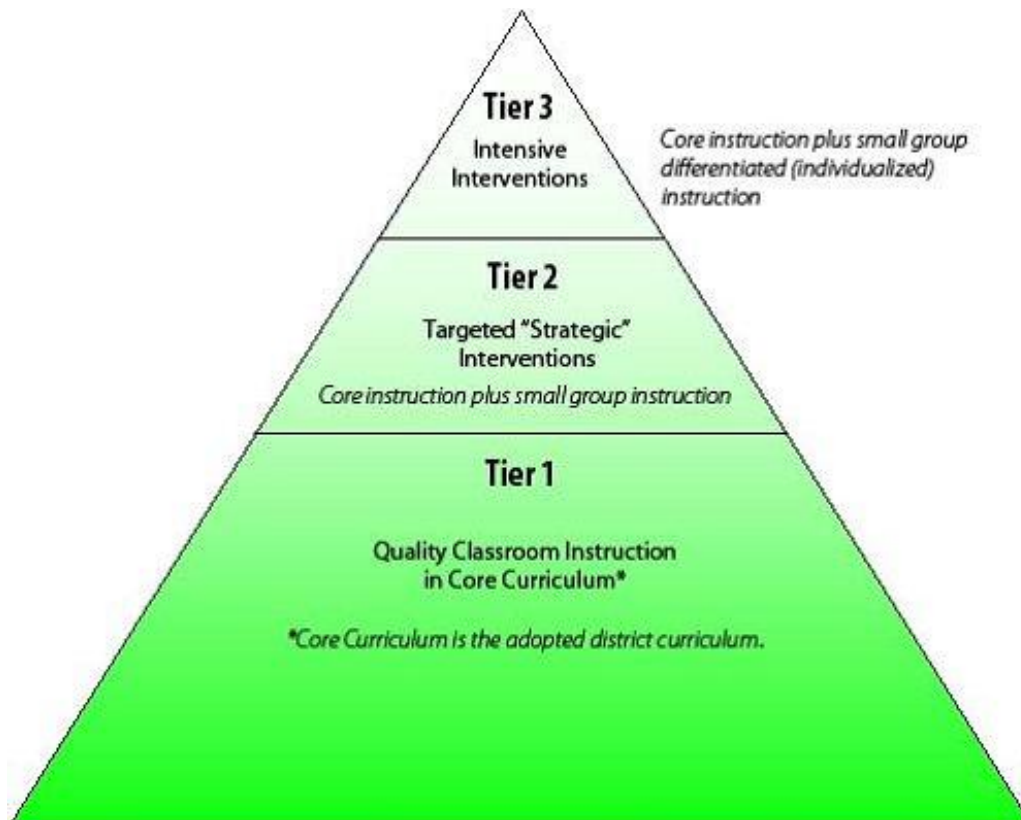 Tier 3
Intensive
Interventions
Core instruction plus small group
differentiated (individualized)
instruction
Tier 2
Targeted “Strategic”
Interventions
Core instruction plus small group instruction
Tier 1
Quality Classroom Instruction
in Core Curriculum*
*Core Curriculum is the adopted district curriculum.